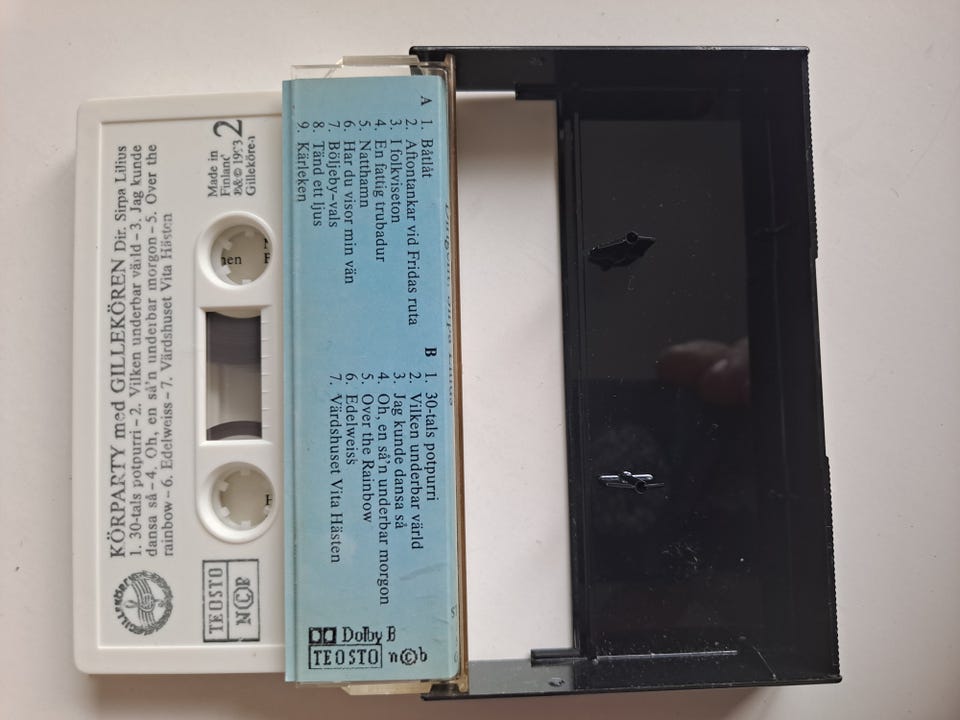 KÖRPARTY med GILLEKÖREN Dir. Sirpa Lilius
1. 30-tals potpurri – 2. Vilken underbar värld – 3. Jag kunde
dansa så – 4. Oh, en så'n underbar morgon – 5. Over the
rainbow – 6. Edelweiss – 7. Värdshuset Vita Hästen
Made in
Finland
P&© 1993
Gillekören
2
TEOSTO
N©B
A
1. Båtlåt
2. Aftontankar vid Fridas ruta
3. I folkviseton
4. En fattig trubadur
5. Natthamn
6. Har du visor min vän
7. Böljeby-vals
8. Tänd ett ljus
9. Kärleken
B
1. 30-tals potpurri
2. Vilken underbar värld
3. Jag kunde dansa så
4. Oh, en så'n underbar morgon
5. Over the Rainbow
6. Edelweiss
7. Värdshuset Vita Hästen
Dolby B
TEOSTO n©b